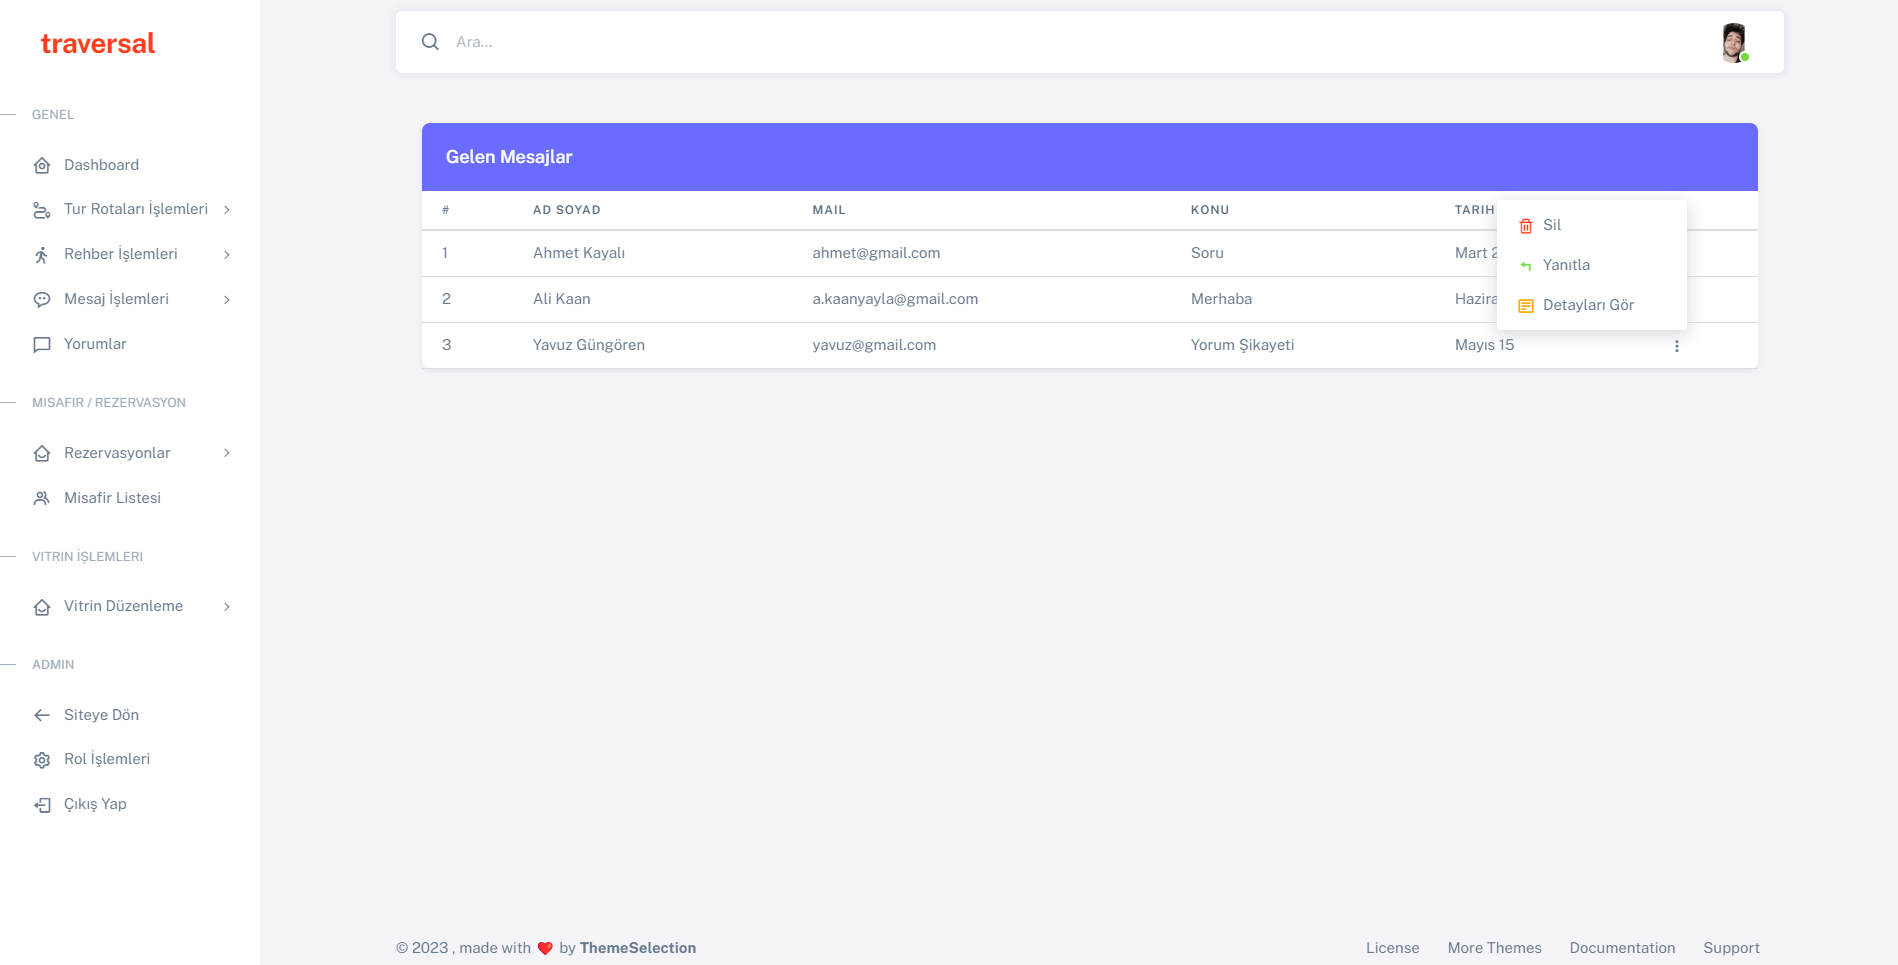 traversal
Ara...
GENEL
Dashboard
Tur Rotaları İşlemleri
Rehber İşlemleri
Mesaj İşlemleri
Yorumlar
MISAFIR / REZERVASYON
Rezervasyonlar
Misafir Listesi
VITRIN İŞLEMLERI
Vitrin Düzenleme
ADMIN
Siteye Dön
Rol İşlemleri
Çıkış Yap
Gelen Mesajlar
# AD SOYAD MAIL KONU TARIH
1 Ahmet Kayalı ahmet@gmail.com Soru Mart 2
2 Ali Kaan a.kaanyayla@gmail.com Merhaba Hazira
3 Yavuz Güngören yavuz@gmail.com Yorum Şikayeti Mayıs 15
Sil
Yanıtla
Detayları Gör
© 2023 , made with ❤️ by ThemeSelection
License More Themes Documentation Support